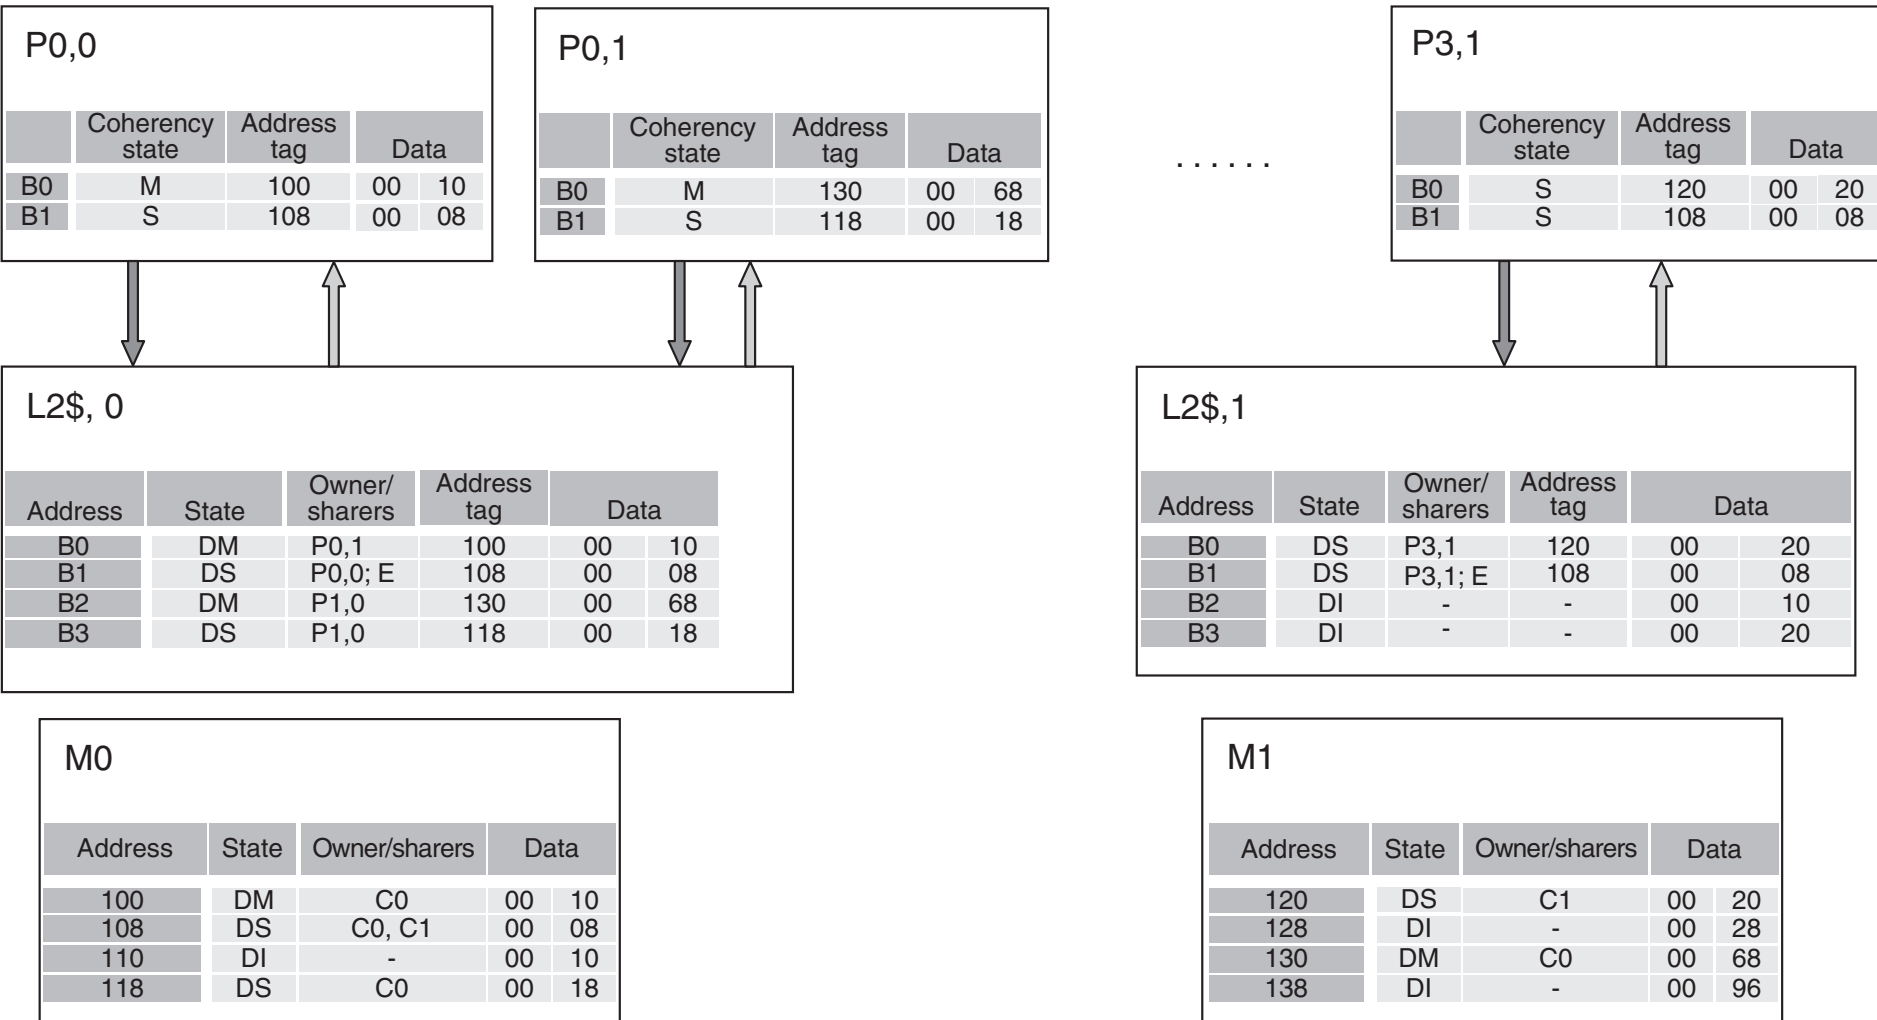 P0,0
Coherency state Address tag Data
B0 M 100 00 10
B1 S 108 00 08
P0,1
Coherency state Address tag Data
B0 M 130 00 68
B1 S 118 00 18
......
P3,1
Coherency state Address tag Data
B0 S 120 00 20
B1 S 108 00 08
L2$, 0
Address State Owner/ sharers Address tag Data
B0 DM P0,1 100 00 10
B1 DS P0,0; E 108 00 08
B2 DM P1,0 130 00 68
B3 DS P1,0 118 00 18
L2$,1
Address State Owner/ sharers Address tag Data
B0 DS P3,1 120 00 20
B1 DS P3,1; E 108 00 08
B2 DI - - 00 10
B3 DI - - 00 20
M0
Address State Owner/sharers Data
100 DM C0 00 10
108 DS C0, C1 00 08
110 DI - 00 10
118 DS C0 00 18
M1
Address State Owner/sharers Data
120 DS C1 00 20
128 DI - 00 28
130 DM C0 00 68
138 DI - 00 96